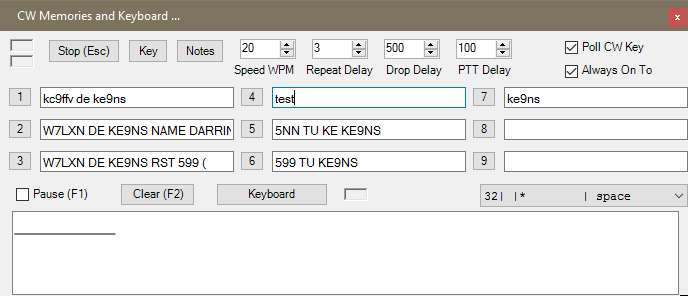 CW Memories and Keyboard ...
x
Stop (Esc) Key Notes 20 3 500 100 Poll CW Key
Speed WPM Repeat Delay Drop Delay PTT Delay Always On To
1 kc9ffv de ke9ns 4 test 7 ke9ns
2 W7LXN DE KE9NS NAME DARRIN 5 5NN TU KE KE9NS 8
3 W7LXN DE KE9NS RST 599 ( 6 599 TU KE9NS 9
Pause (F1) Clear (F2) Keyboard 32| |* | space